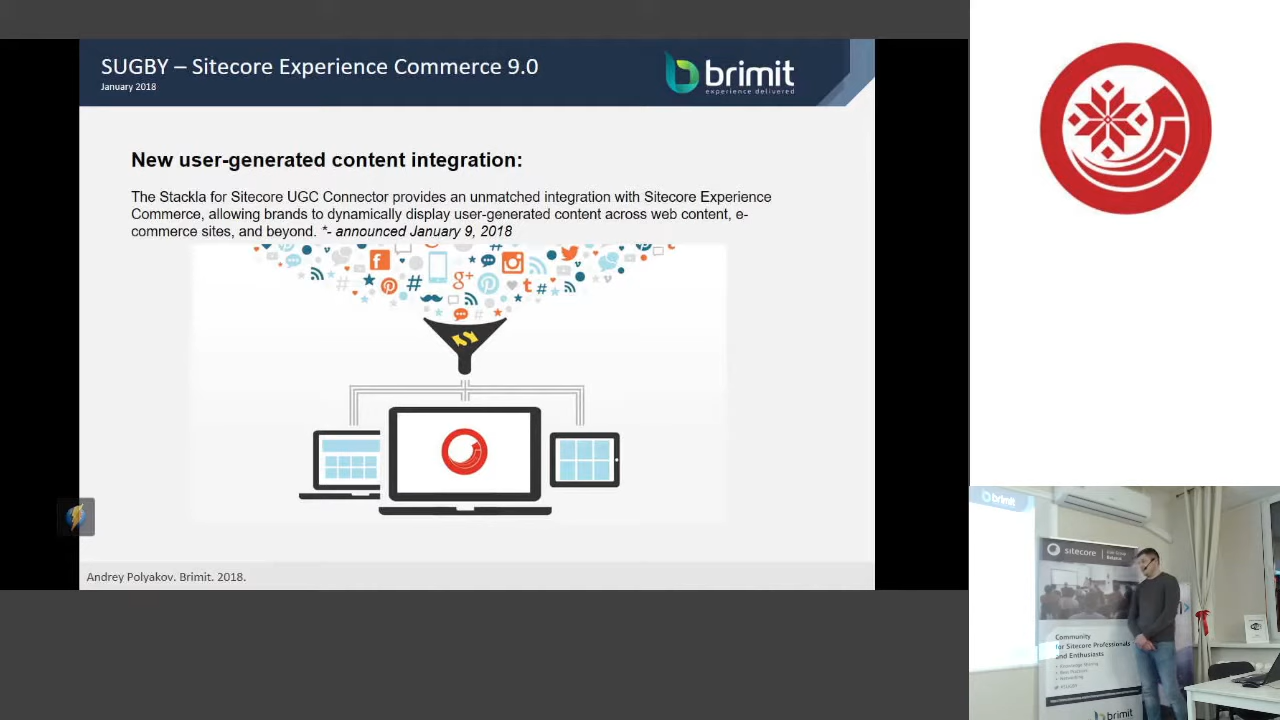 SUGBY – Sitecore Experience Commerce 9.0
January 2018
brimit
experience delivered
New user-generated content integration:
The Stackla for Sitecore UGC Connector provides an unmatched integration with Sitecore Experience
Commerce, allowing brands to dynamically display user-generated content across web content, e-
commerce sites, and beyond. *- announced January 9, 2018
Andrey Polyakov. Brimit. 2018.
brimit
sitecore
Community
for Sitecore Professionals
and Enthusiasts
brimit